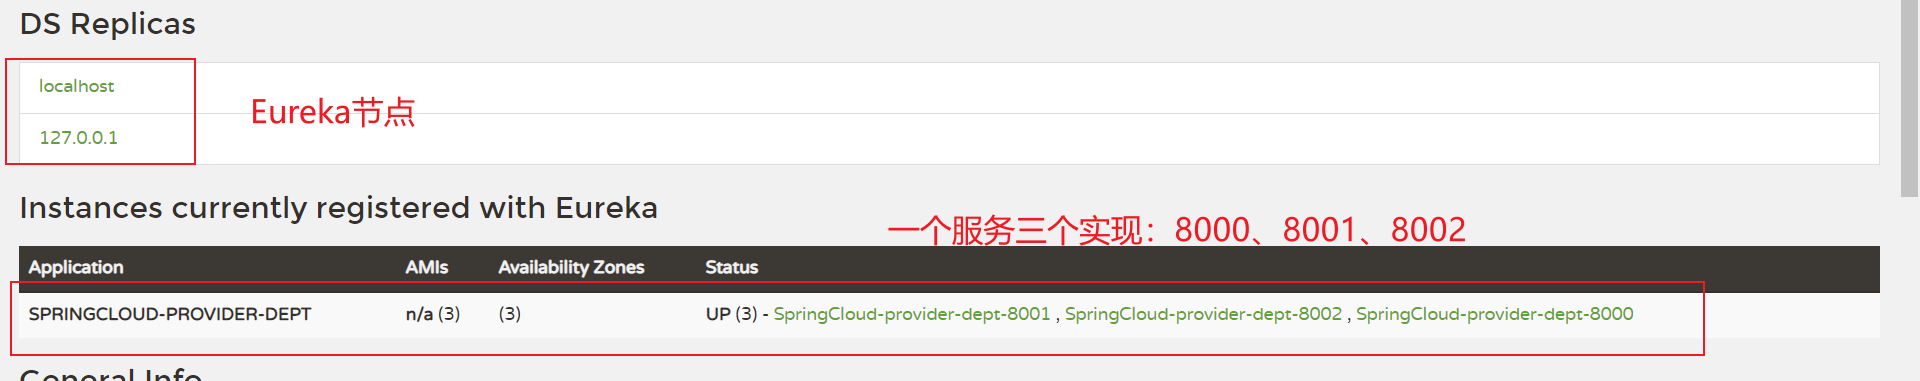 DS Replicas
localhost
Eureka节点
127.0.0.1
Instances currently registered with Eureka
一个服务三个实现：8000、8001、8002
Application AMIs Availability Zones Status
SPRINGCLOUD-PROVIDER-DEPT n/a (3) (3) UP (3) - SpringCloud-provider-dept-8001 , SpringCloud-provider-dept-8002 , SpringCloud-provider-dept-8000
General Info